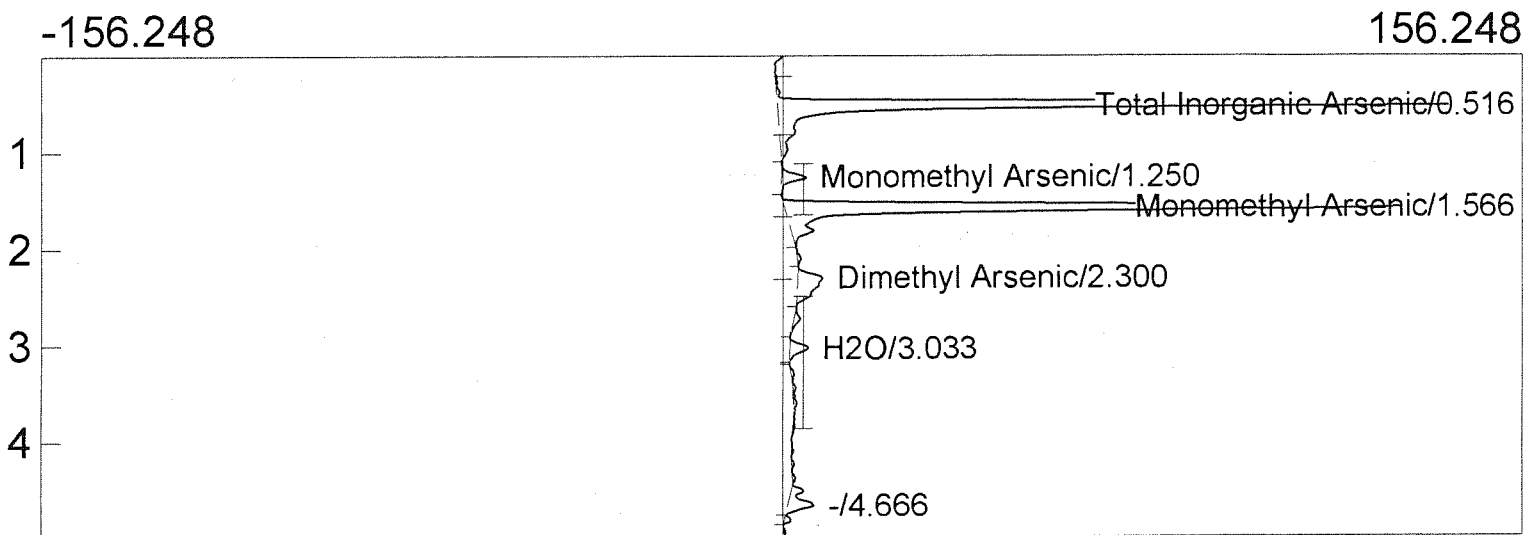 -156.248 156.248
Total Inorganic Arsenic/0.516
1
Monomethyl Arsenic/1.250
Monomethyl Arsenic/1.566
2
Dimethyl Arsenic/2.300
3 H2O/3.033
4
-/4.666